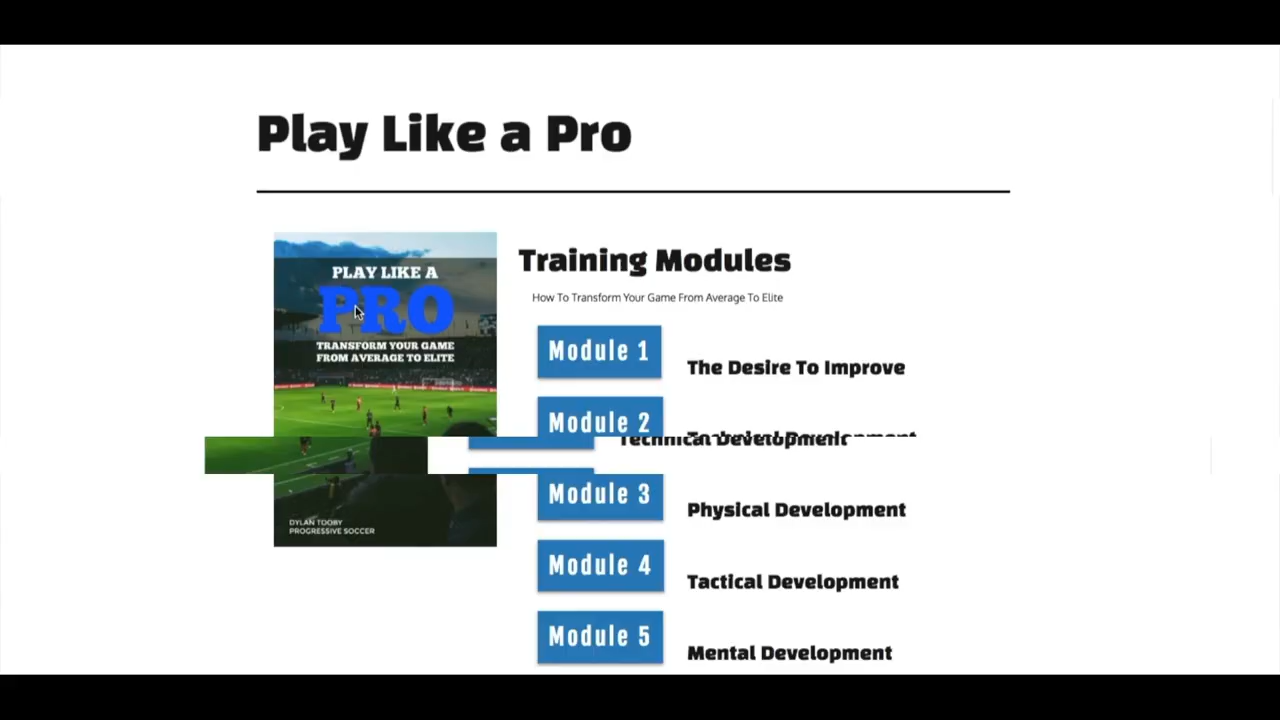 Play Like a Pro
PLAY LIKE A
PRO
TRANSFORM YOUR GAME
FROM AVERAGE TO ELITE
DYLAN TOOBY
PROGRESSIVE SOCCER
Training Modules
How To Transform Your Game From Average To Elite
Module 1
The Desire To Improve
Module 2
Technical Development
Module 3
Physical Development
Module 4
Tactical Development
Module 5
Mental Development